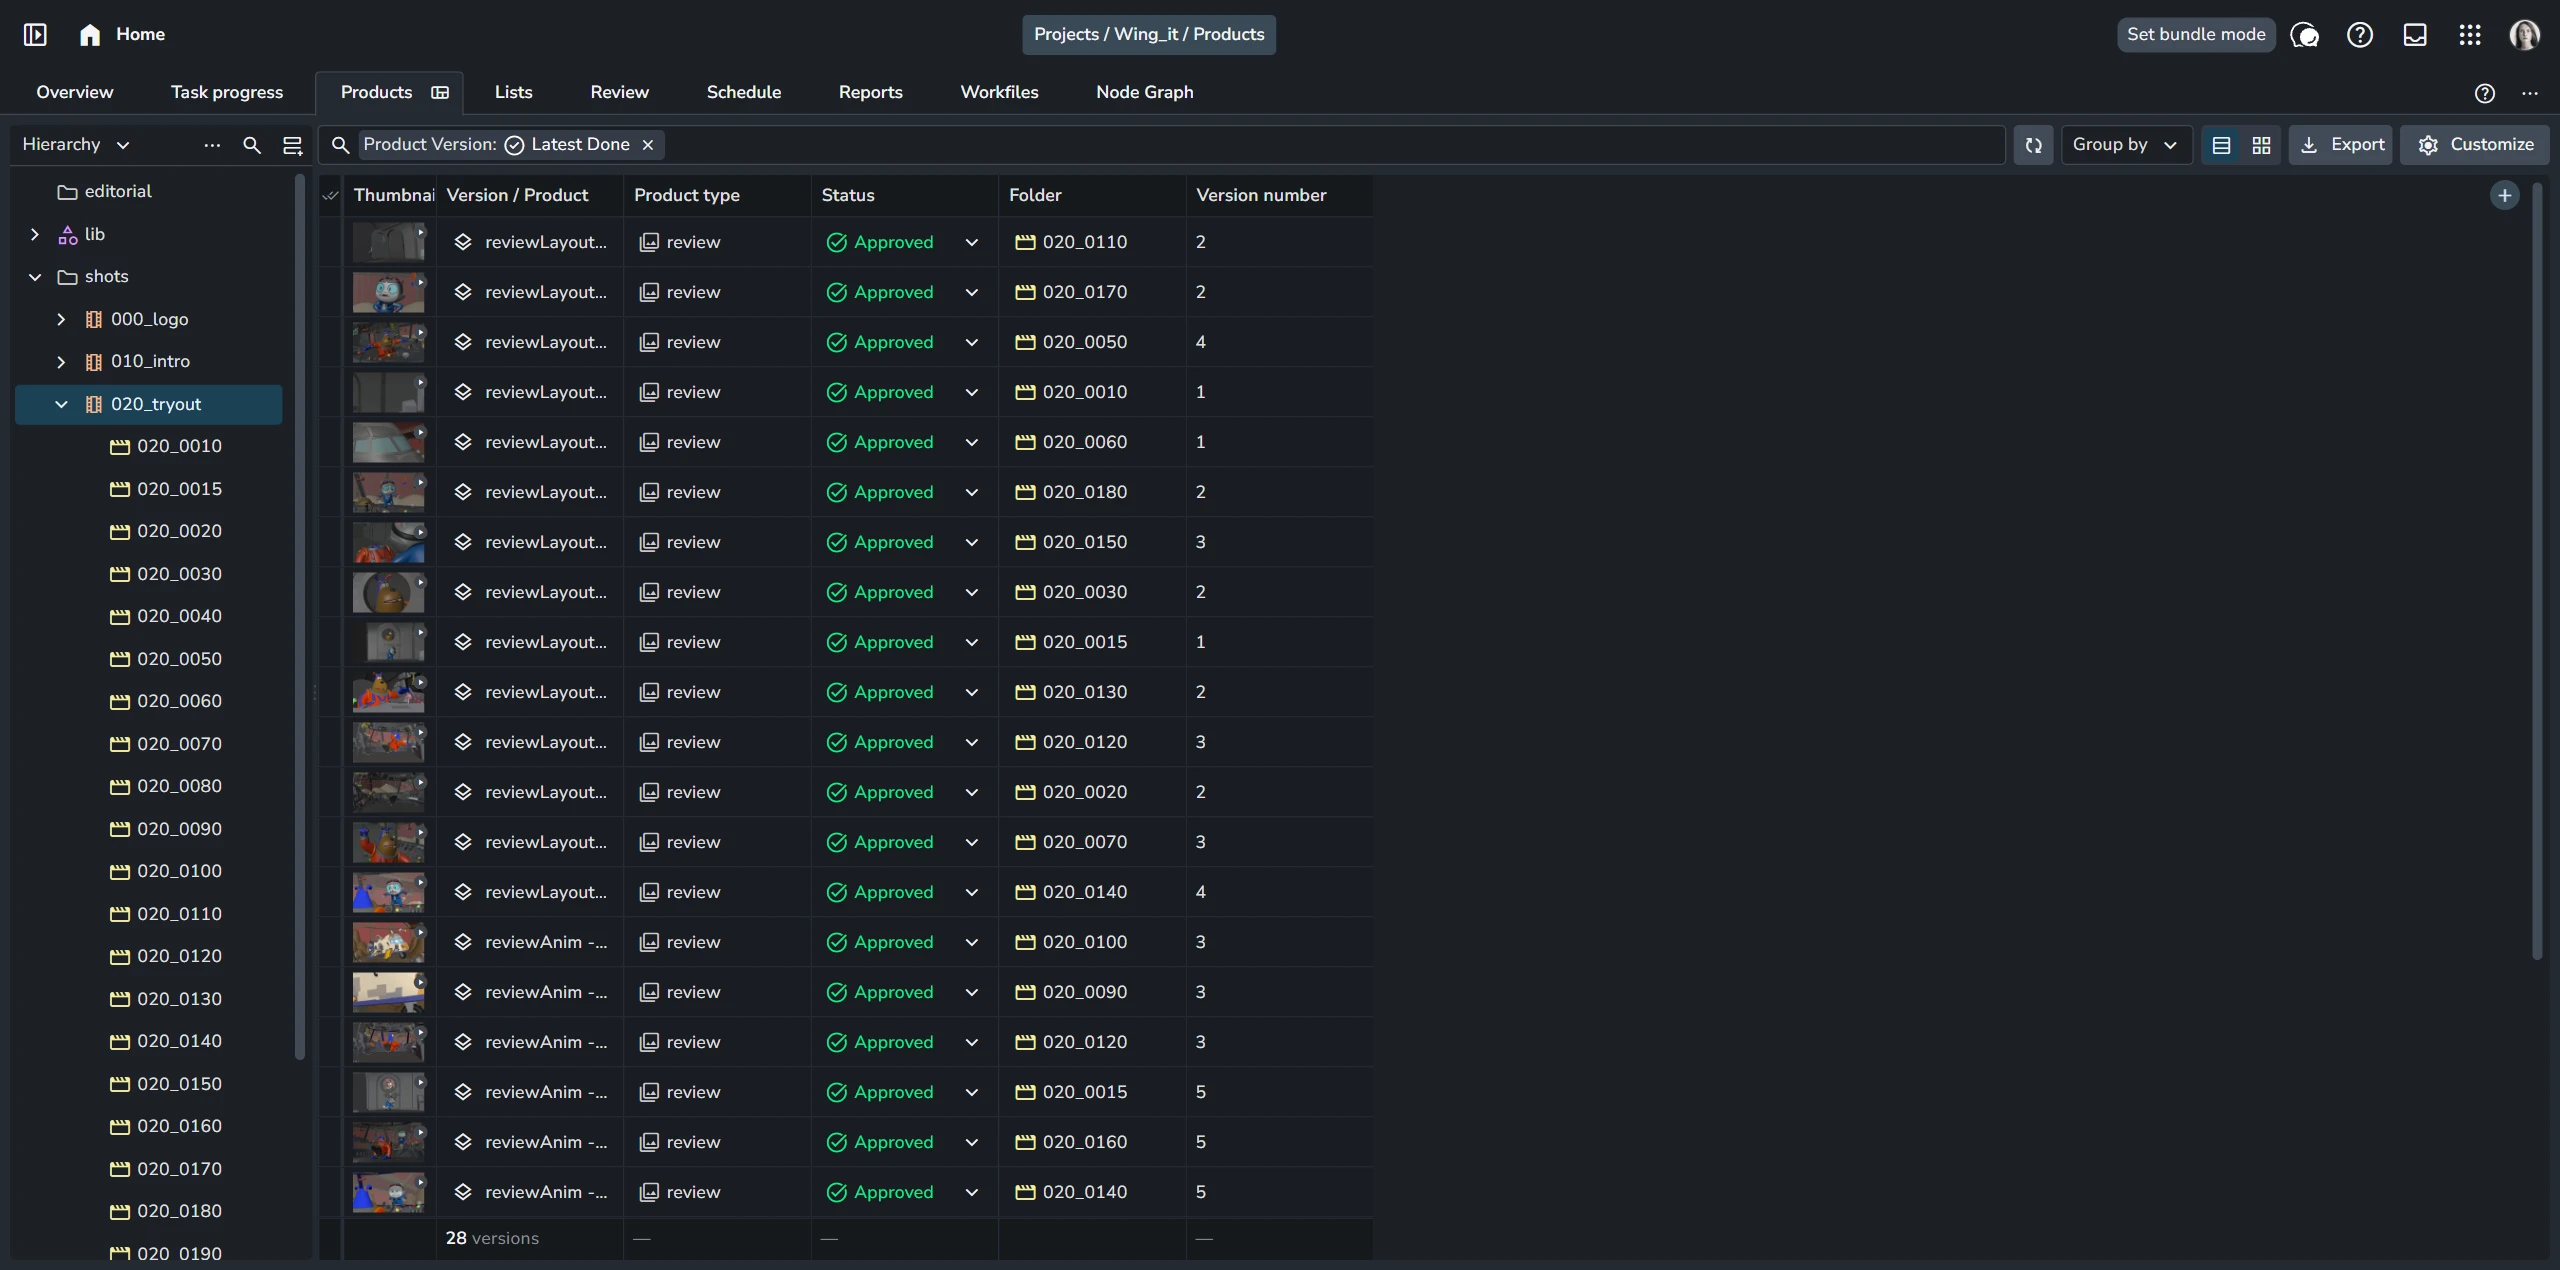 Home
Projects / Wing_it / Products
Set bundle mode
Overview
Task progress
Products
Lists
Review
Schedule
Reports
Workfiles
Node Graph
Hierarchy
Product Version: Latest Done
Group by
Export
Customize
editorial
lib
shots
000_logo
010_intro
020_tryout
020_0010
020_0015
020_0020
020_0030
020_0040
020_0050
020_0060
020_0070
020_0080
020_0090
020_0100
020_0110
020_0120
020_0130
020_0140
020_0150
020_0160
020_0170
020_0180
020_0190
Thumbnai Version / Product Product type Status Folder Version number
reviewLayout... review Approved 020_0110 2
reviewLayout... review Approved 020_0170 2
reviewLayout... review Approved 020_0050 4
reviewLayout... review Approved 020_0010 1
reviewLayout... review Approved 020_0060 1
reviewLayout... review Approved 020_0180 2
reviewLayout... review Approved 020_0150 3
reviewLayout... review Approved 020_0030 2
reviewLayout... review Approved 020_0015 1
reviewLayout... review Approved 020_0130 2
reviewLayout... review Approved 020_0120 3
reviewLayout... review Approved 020_0020 2
reviewLayout... review Approved 020_0070 3
reviewLayout... review Approved 020_0140 4
reviewAnim -... review Approved 020_0100 3
reviewAnim -... review Approved 020_0090 3
reviewAnim -... review Approved 020_0120 3
reviewAnim -... review Approved 020_0015 5
reviewAnim -... review Approved 020_0160 5
reviewAnim -... review Approved 020_0140 5
28 versions — — —